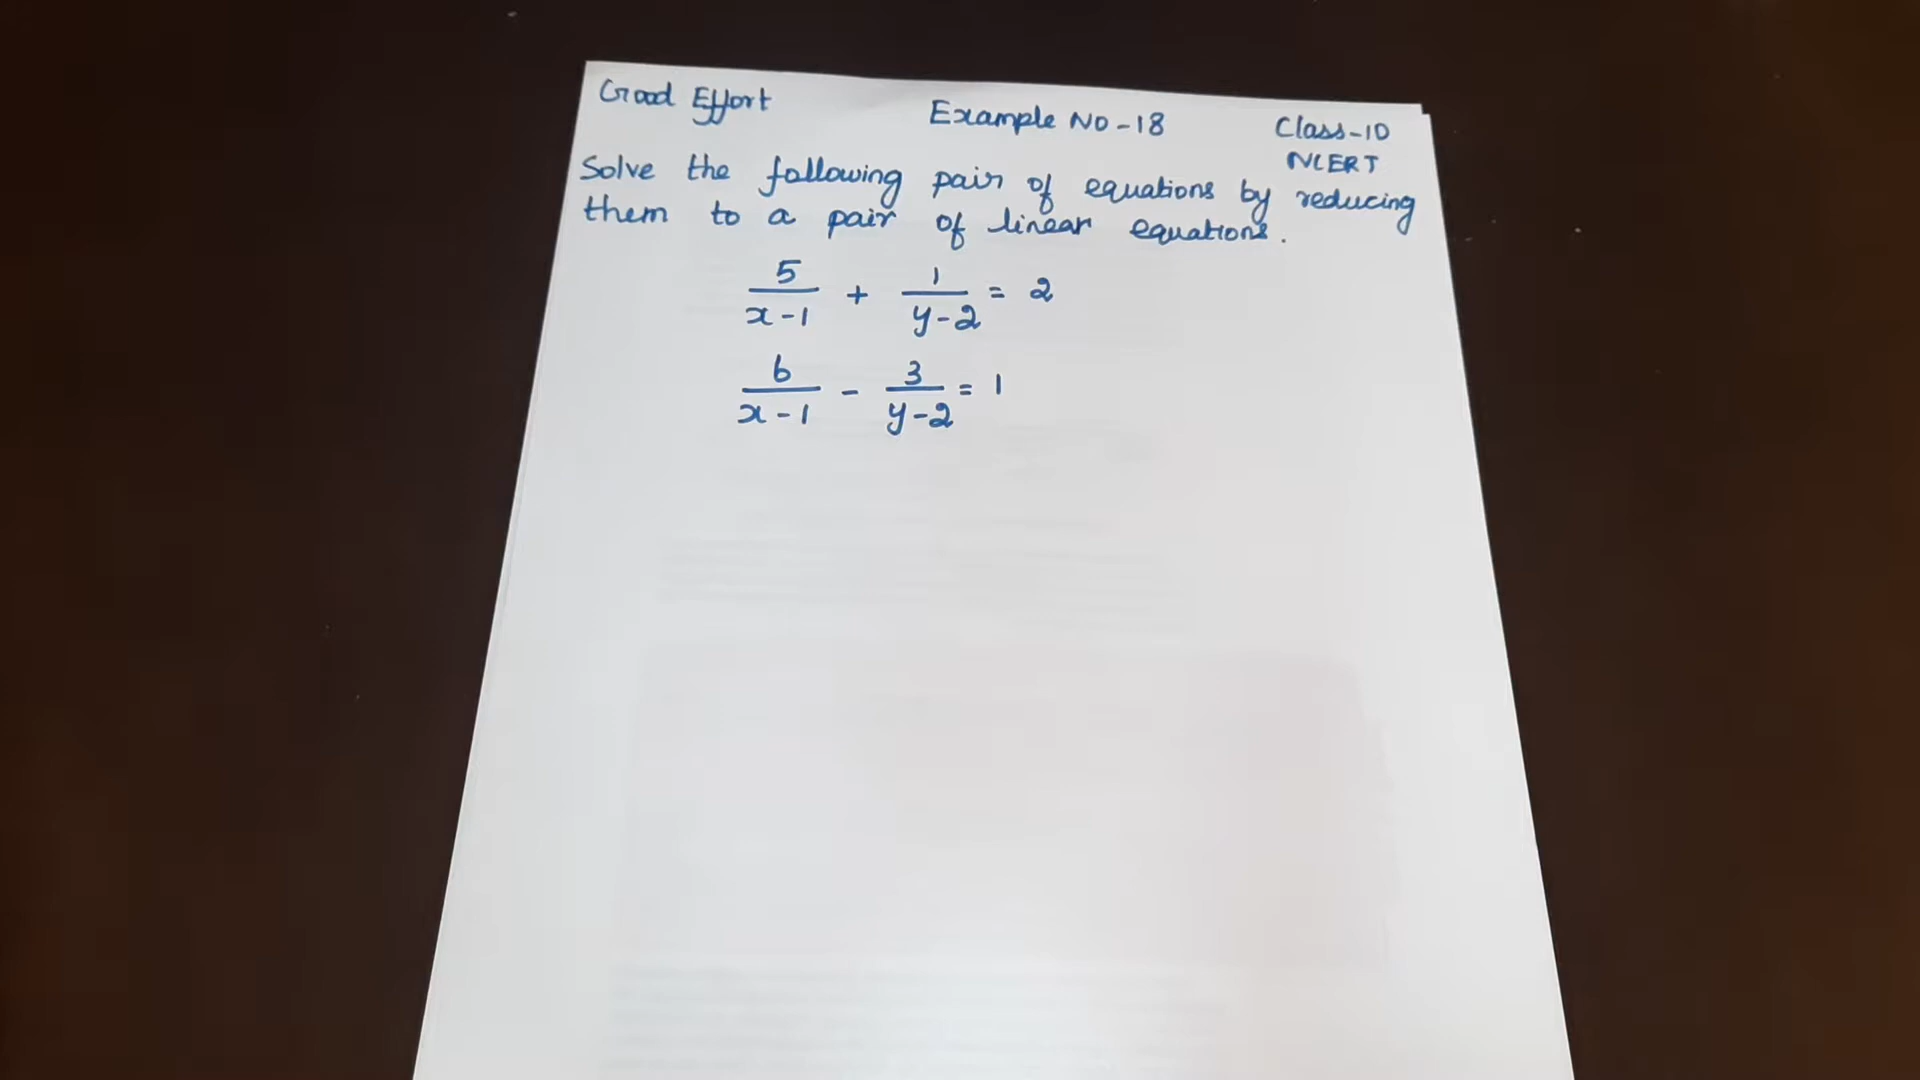 Good Effort
Example NO-18
Class-10
NCERT
Solve the following pair of equations by reducing
them to a pair of linear equations.
5/(x-1) + 1/(y-2) = 2
6/(x-1) - 3/(y-2) = 1